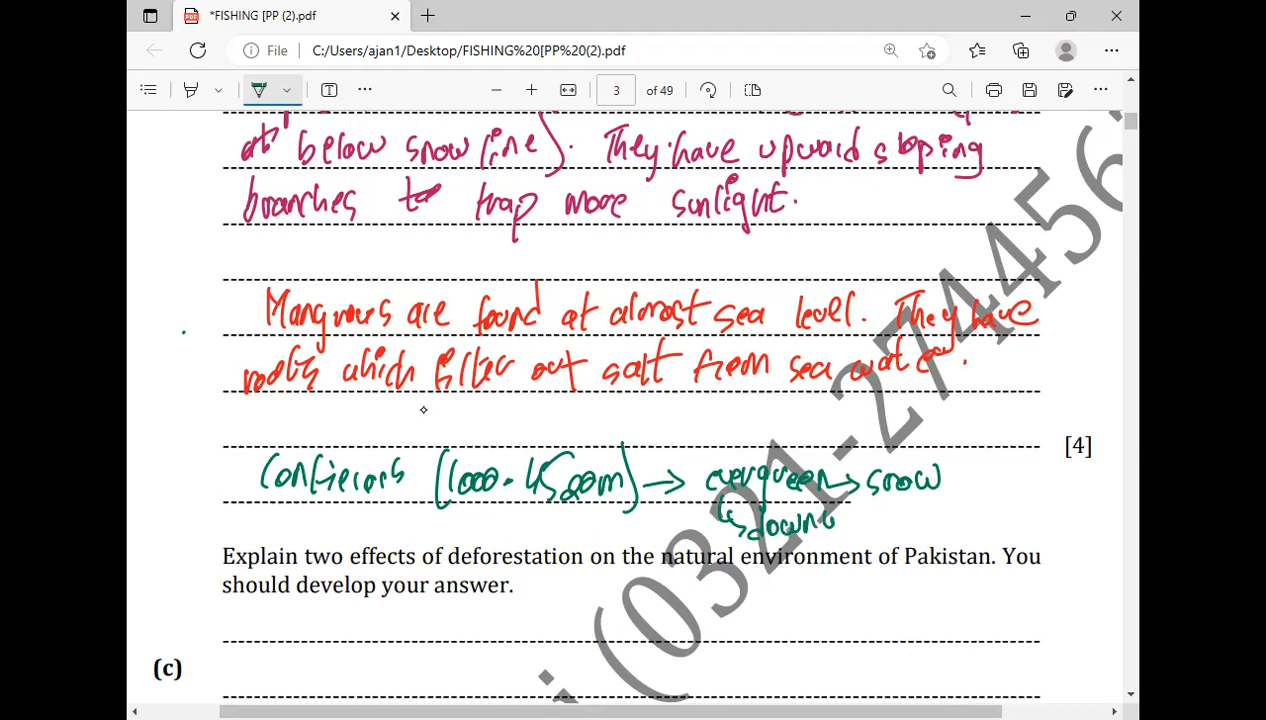 *FISHING [PP (2).pdf
File C:/Users/ajan1/Desktop/FISHING%20[PP%20(2).pdf
3 of 49
at below snow line). They have upward sloping
branches to trap more sunlight.
Mangroves are found at almost sea level. They have
roots which filter out salt from sea water.
[4]
(1000-4500m) → evergreen → snow
↳ down
Explain two effects of deforestation on the natural environment of Pakistan. You
should develop your answer.
(c)
(0321-274456